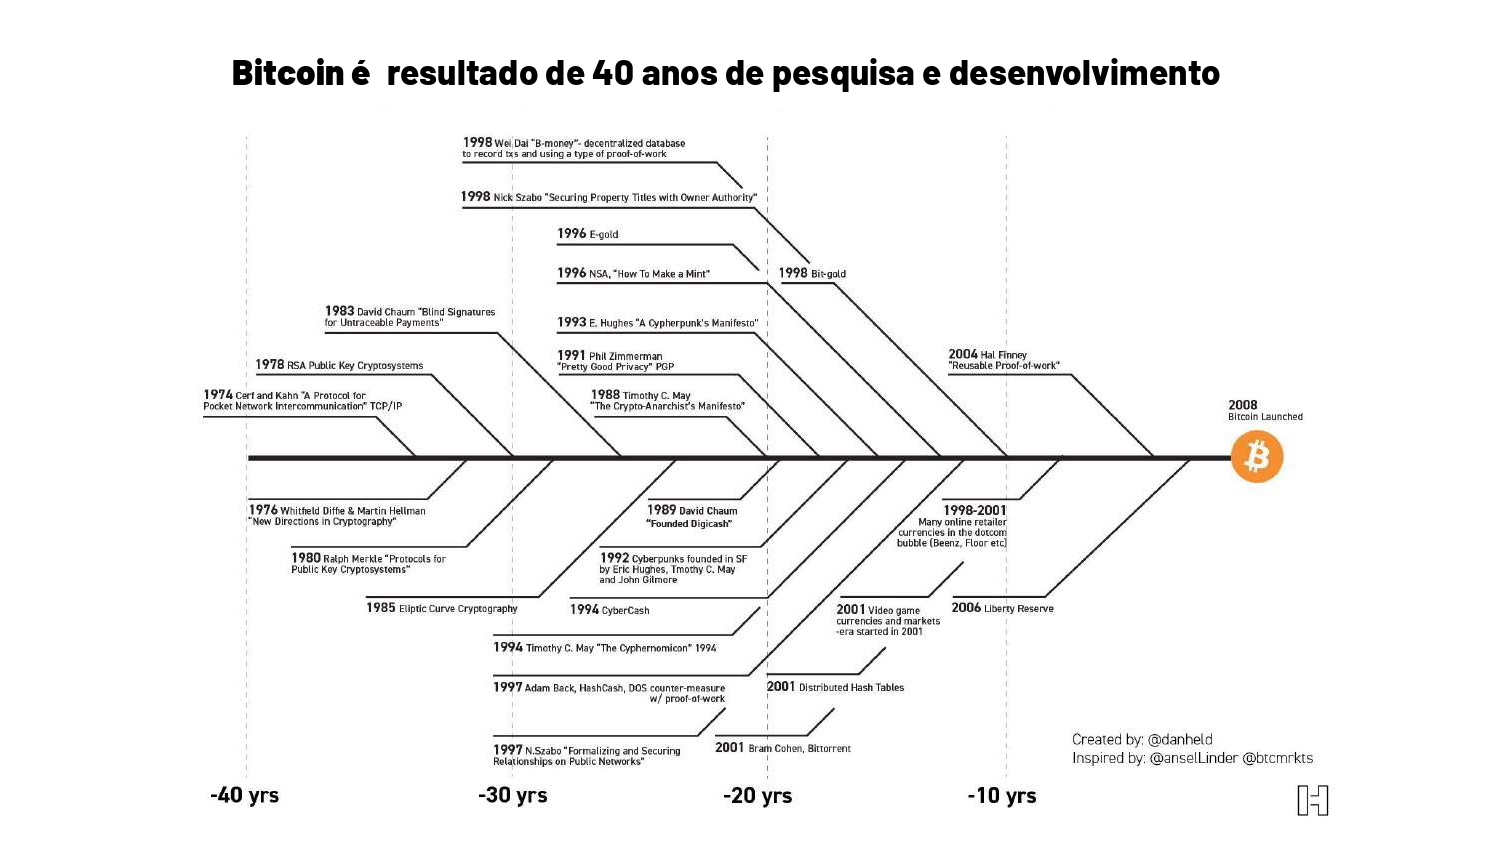 Bitcoin é resultado de 40 anos de pesquisa e desenvolvimento
1998 Wei Dai "B-money"- decentralized database
to record txs and using a type of proof-of-work
1998 Nick Szabo "Securing Property Titles with Owner Authority"
1996 E-gold
1996 NSA, "How To Make a Mint"
1998 Bit-gold
1983 David Chaum "Blind Signatures
for Untraceable Payments"
1993 E. Hughes "A Cypherpunk's Manifesto"
1978 RSA Public Key Cryptosystems
1991 Phil Zimmerman
"Pretty Good Privacy" PGP
2004 Hal Finney
"Reusable Proof-of-work"
1974 Cerf and Kahn "A Protocol for
Pocket Network Intercommunication" TCP/IP
1988 Timothy C. May
"The Crypto-Anarchist's Manifesto"
2008
Bitcoin Launched
1976 Whitfield Diffie & Martin Hellman
"New Directions in Cryptography"
1989 David Chaum
"Founded Digicash"
1998-2001
Many online retailer
currencies in the dotcom
bubble (Beenz, Floor etc)
1980 Ralph Merkle "Protocols for
Public Key Cryptosystems"
1992 Cyberpunks founded in SF
by Eric Hughes, Tmothy C. May
and John Gilmore
1985 Eliptic Curve Cryptography
1994 CyberCash
2001 Video game
currencies and markets
-era started in 2001
2006 Liberty Reserve
1994 Timothy C. May "The Cyphernomicon" 1994
1997 Adam Back, HashCash, DOS counter-measure
w/ proof-of-work
2001 Distributed Hash Tables
1997 N.Szabo "Formalizing and Securing
Relationships on Public Networks"
2001 Bram Cohen, Bittorrent
Created by: @danheld
Inspired by: @anselLinder @btcmrkts
-40 yrs
-30 yrs
-20 yrs
-10 yrs